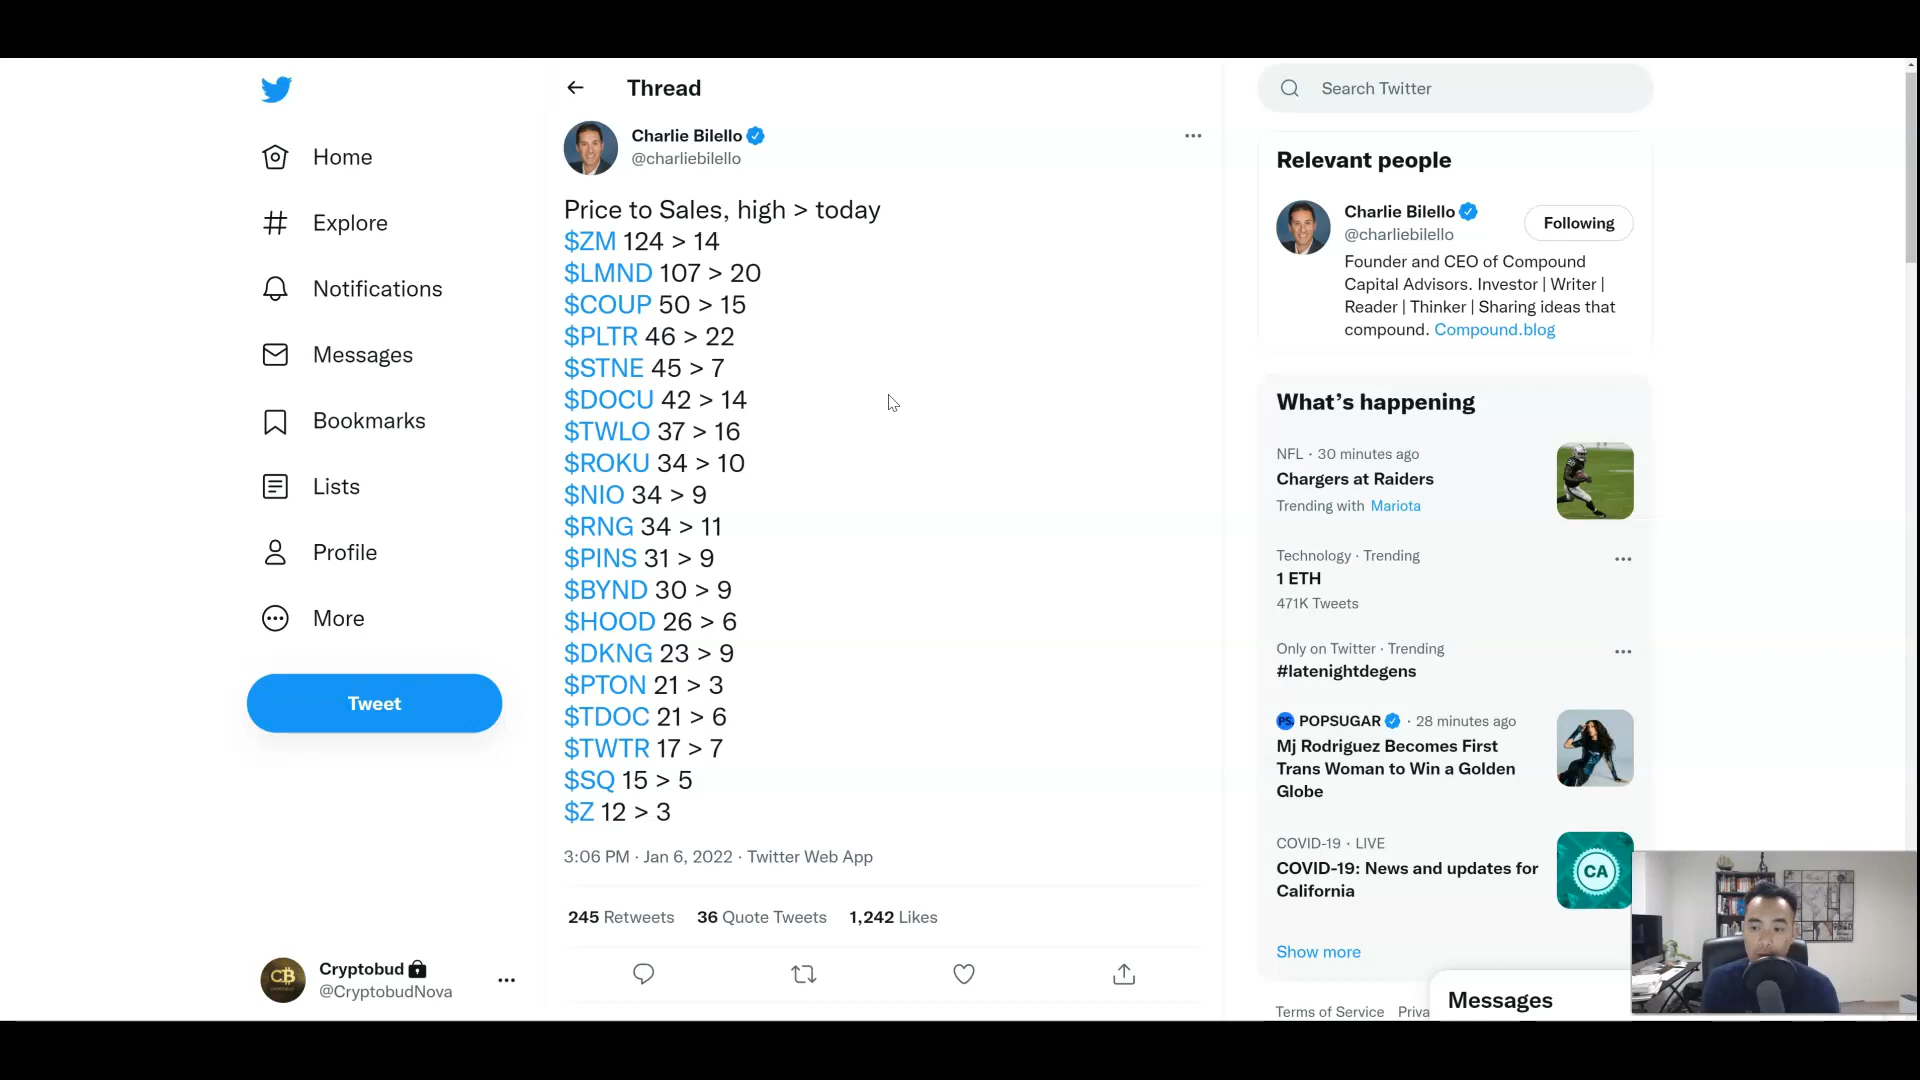 Home
Explore
Notifications
Messages
Bookmarks
Lists
Profile
More
Tweet
Cryptobud
@CryptobudNova
Thread
Charlie Bilello
@charliebilello
Price to Sales, high > today
$ZM 124 > 14
$LMND 107 > 20
$COUP 50 > 15
$PLTR 46 > 22
$STNE 45 > 7
$DOCU 42 > 14
$TWLO 37 > 16
$ROKU 34 > 10
$NIO 34 > 9
$RNG 34 > 11
$PINS 31 > 9
$BYND 30 > 9
$HOOD 26 > 6
$DKNG 23 > 9
$PTON 21 > 3
$TDOC 21 > 6
$TWTR 17 > 7
$SQ 15 > 5
$Z 12 > 3
3:06 PM · Jan 6, 2022 · Twitter Web App
245 Retweets 36 Quote Tweets 1,242 Likes
Search Twitter
Relevant people
Charlie Bilello
@charliebilello
Following
Founder and CEO of Compound
Capital Advisors. Investor | Writer |
Reader | Thinker | Sharing ideas that
compound. Compound.blog
What's happening
NFL · 30 minutes ago
Chargers at Raiders
Trending with Mariota
Technology · Trending
1 ETH
471K Tweets
Only on Twitter · Trending
#latenightdegens
PS POPSUGAR · 28 minutes ago
Mj Rodriguez Becomes First
Trans Woman to Win a Golden
Globe
COVID-19 · LIVE
COVID-19: News and updates for
California
CA
Show more
Terms of Service Priva
Messages